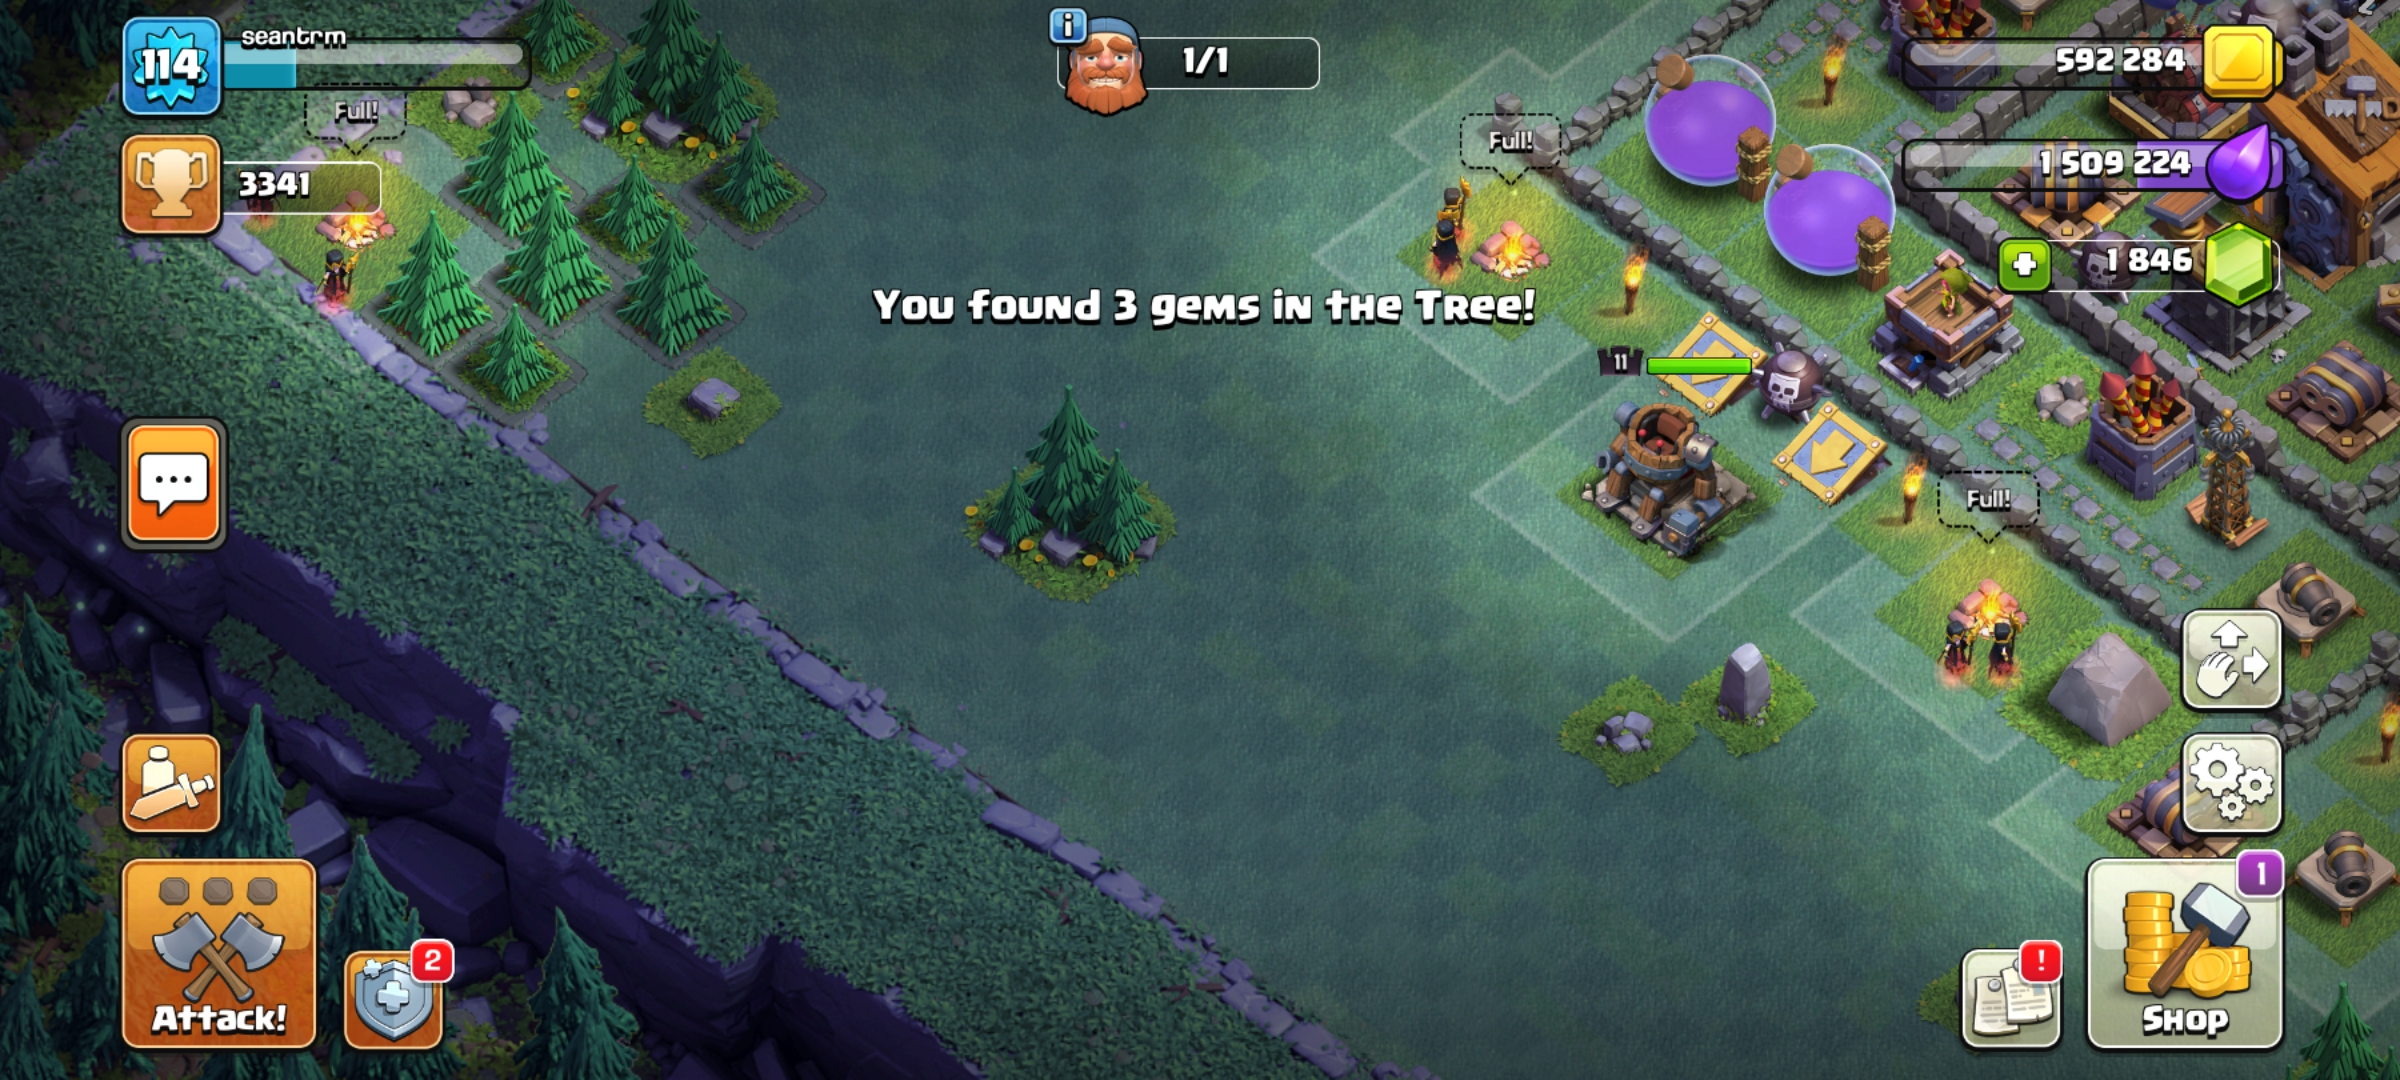 114
seantrm
1/1
592 284
Full!
Full!
1 509 224
3341
1 846
You found 3 gems in the Tree!
11
Full!
1
2
!
Attack!
Shop